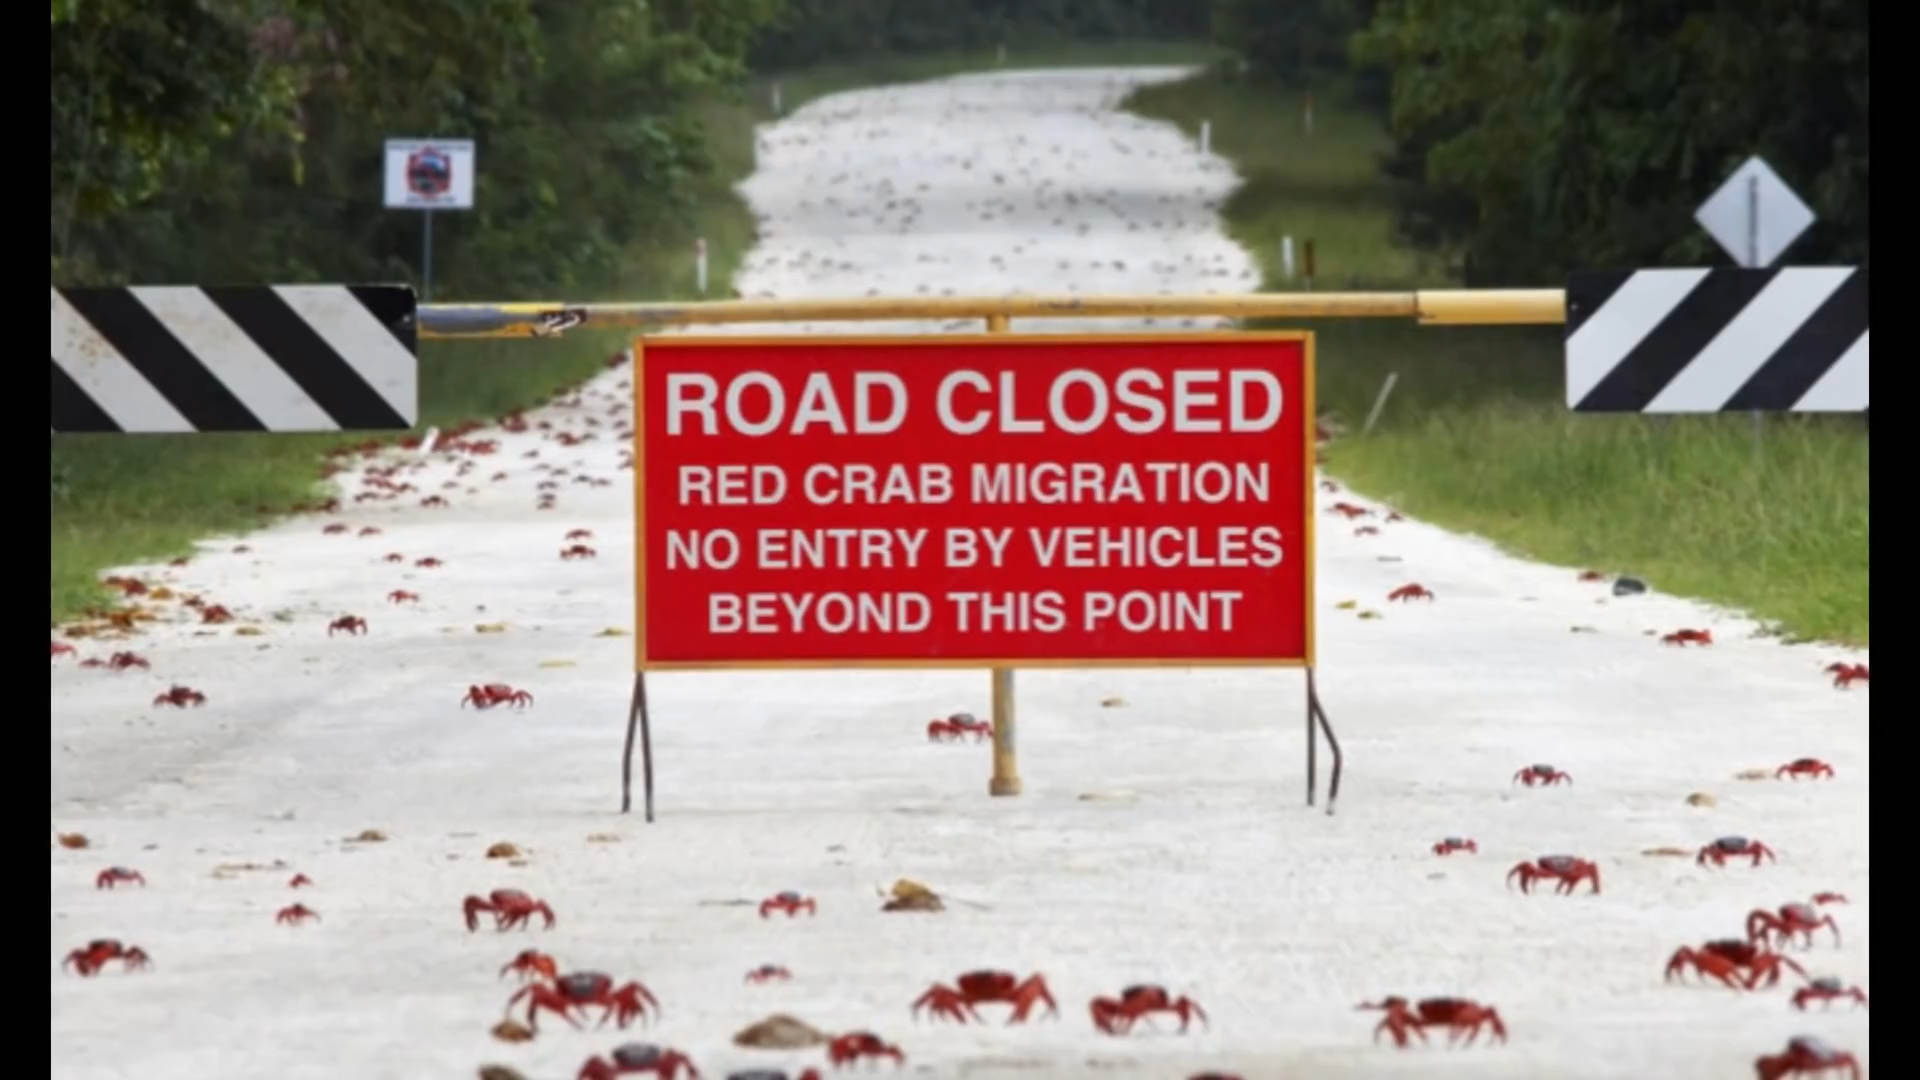 ROAD CLOSED
RED CRAB MIGRATION
NO ENTRY BY VEHICLES
BEYOND THIS POINT